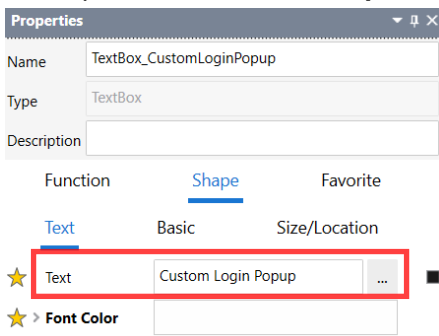 Properties
Name TextBox_CustomLoginPopup
Type TextBox
Description
Function Shape Favorite
Text Basic Size/Location
Text Custom Login Popup ...
> Font Color